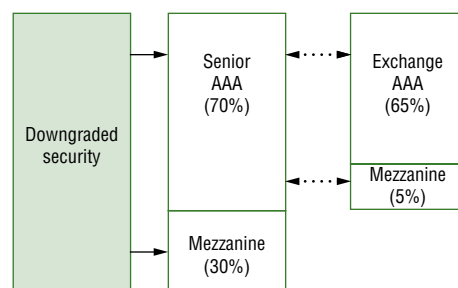 Downgraded
security
Senior
AAA
(70%)
Mezzanine
(30%)
Exchange
AAA
(65%)
Mezzanine
(5%)